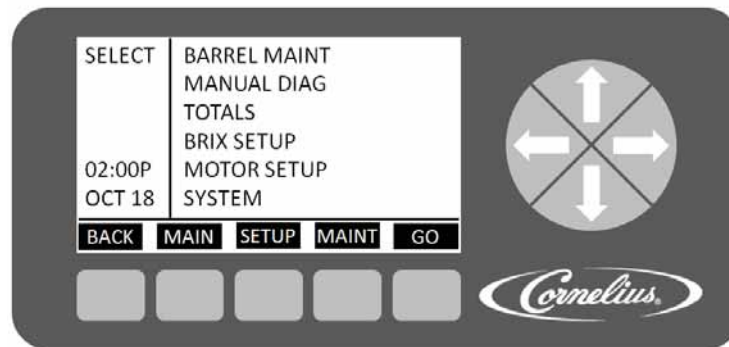 SELECT
02:00P
OCT 18
BARREL MAINT
MANUAL DIAG
TOTALS
BRIX SETUP
MOTOR SETUP
SYSTEM
BACK MAIN SETUP MAINT GO
Cornelius.